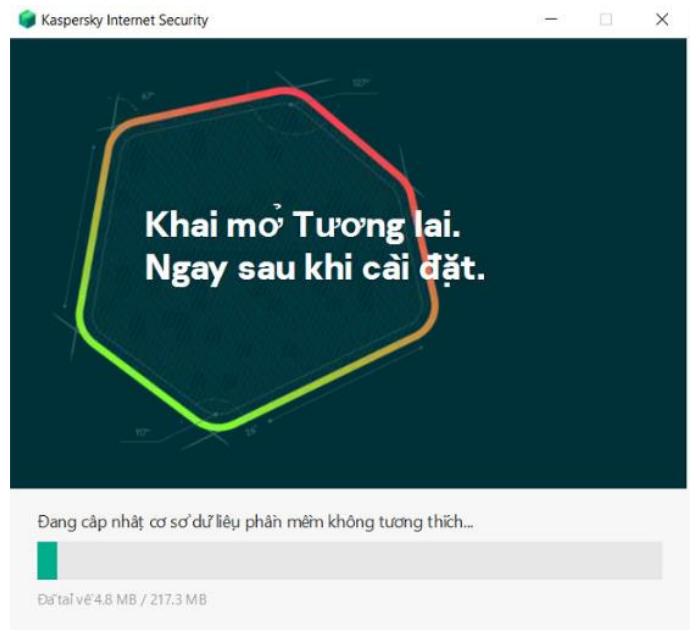 Kaspersky Internet Security
Khai mở Tương lai.
Ngay sau khi cài đặt.
Đang cập nhật cơ sở dữ liệu phần mềm không tương thích...
Đã tải về 4.8 MB / 217.3 MB